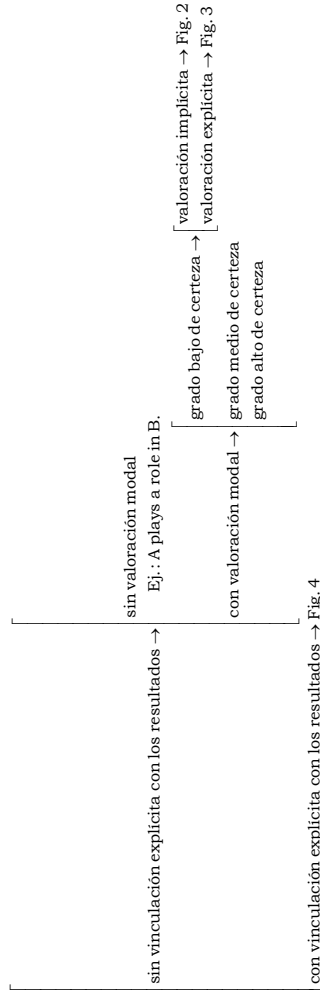 sin vinculación explícita con los resultados →
sin valoración modal
Ej.: A plays a role in B.
con valoración modal →
grado bajo de certeza →
valoración implícita → Fig. 2
valoración explícita → Fig. 3
grado medio de certeza
grado alto de certeza
con vinculación explícita con los resultados → Fig. 4